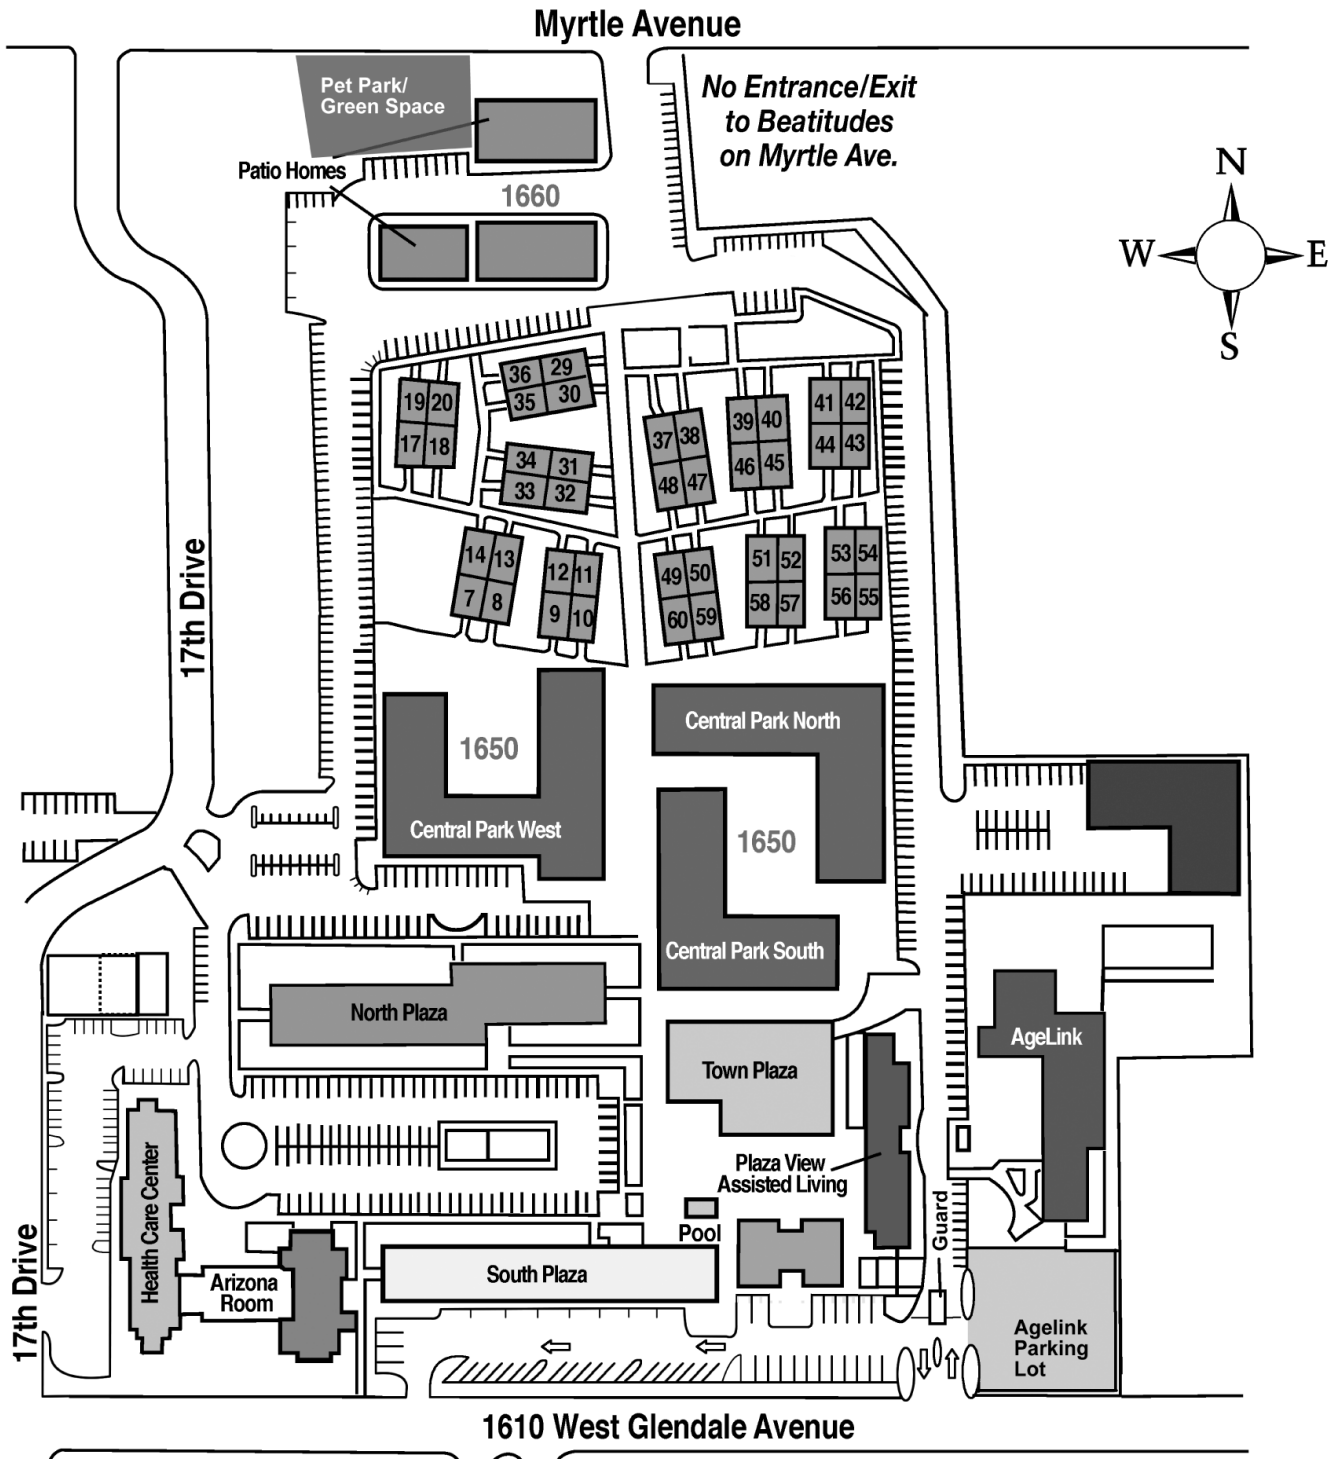 Myrtle Avenue
Pet Park/
Green Space
No Entrance/Exit
to Beatitudes
on Myrtle Ave.
Patio Homes
1660
N
W
E
S
36 29
35 30
19 20
17 18
34 31
33 32
37 38
48 47
39 40
46 45
41 42
44 43
14 13
7 8
12 11
9 10
49 50
60 59
51 52
58 57
53 54
56 55
17th Drive
1650
Central Park West
Central Park North
1650
Central Park South
North Plaza
Town Plaza
AgeLink
Plaza View
Assisted Living
Health Care Center
Pool
Guard
Arizona
Room
South Plaza
17th Drive
Agelink
Parking
Lot
1610 West Glendale Avenue